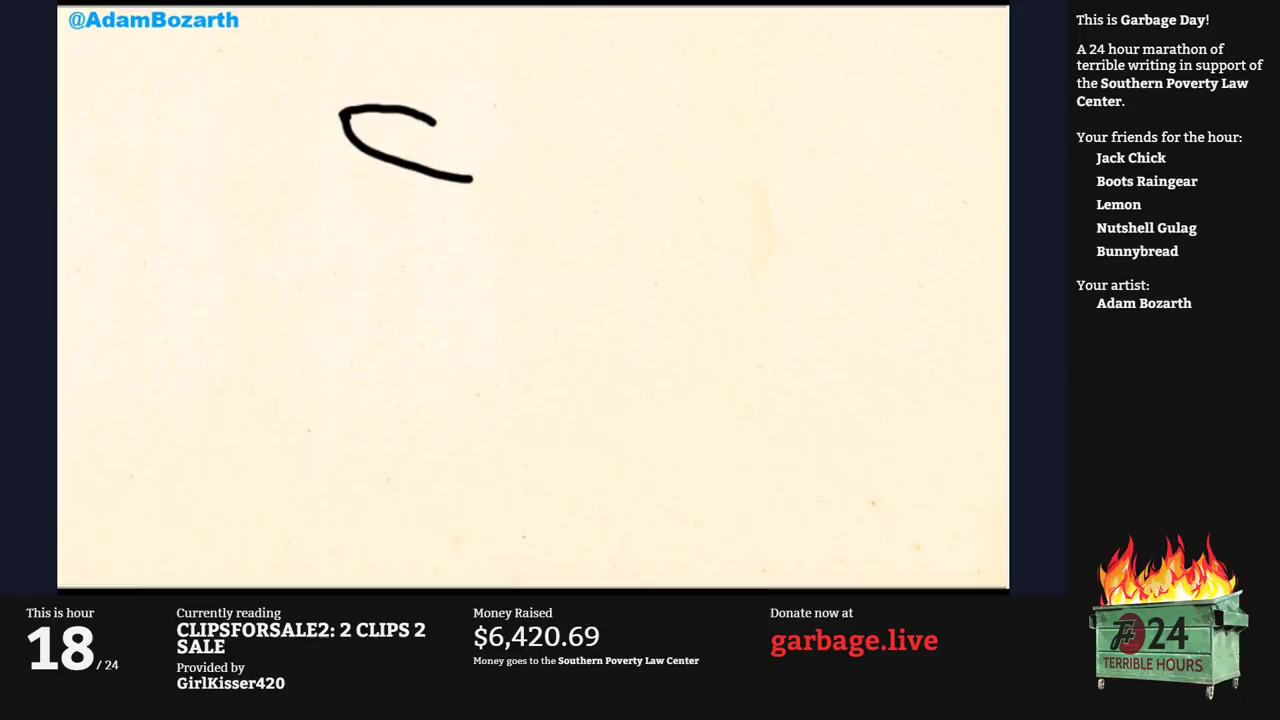 @AdamBozarth
This is Garbage Day!
A 24 hour marathon of
terrible writing in support of
the Southern Poverty Law
Center.
Your friends for the hour:
Jack Chick
Boots Raingear
Lemon
Nutshell Gulag
Bunnybread
Your artist:
Adam Bozarth
This is hour
18 / 24
Currently reading
CLIPSFORSALE2: 2 CLIPS 2
SALE
Provided by
GirlKisser420
Money Raised
$6,420.69
Money goes to the Southern Poverty Law Center
Donate now at
garbage.live
24
TERRIBLE HOURS